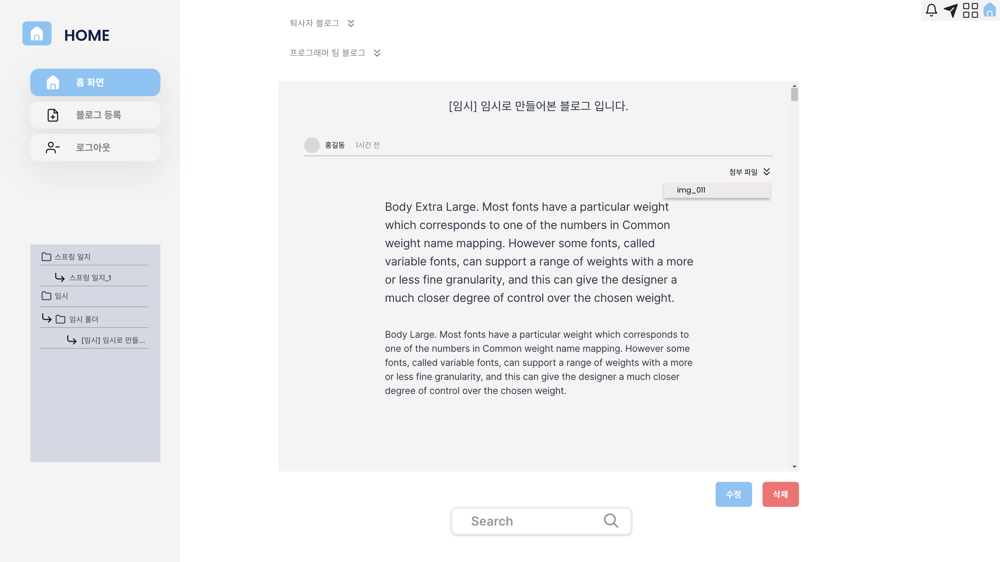 HOME
홈 화면
블로그 등록
로그아웃
스프링 일지
스프링 일지_1
임시
임시 폴더
[임시] 임시로 만들...
퇴사자 블로그
프로그래머 팀 블로그
[임시] 임시로 만들어본 블로그 입니다.
홍길동 1시간 전
첨부 파일
img_011
Body Extra Large. Most fonts have a particular weight
which corresponds to one of the numbers in Common
weight name mapping. However some fonts, called
variable fonts, can support a range of weights with a more
or less fine granularity, and this can give the designer a
much closer degree of control over the chosen weight.
Body Large. Most fonts have a particular weight which corresponds to
one of the numbers in Common weight name mapping. However some
fonts, called variable fonts, can support a range of weights with a more
or less fine granularity, and this can give the designer a much closer
degree of control over the chosen weight.
수정
삭제
Search